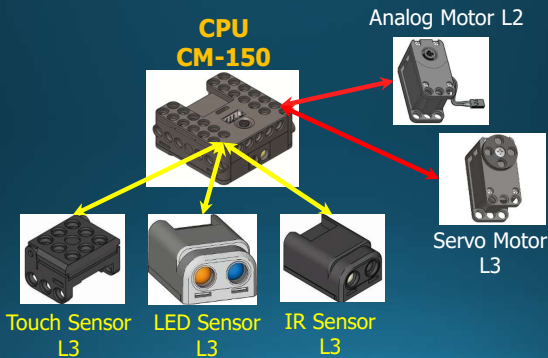 Analog Motor L2
CPU
CM-150
Servo Motor
L3
Touch Sensor
L3
LED Sensor
L3
IR Sensor
L3